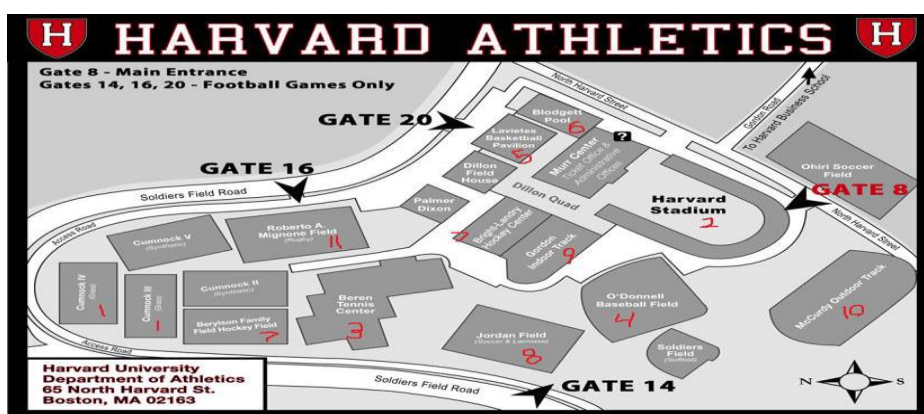 H HARVARD ATHLETICS H
Gate 8 - Main Entrance
Gates 14, 16, 20 - Football Games Only
North Harvard Street
Gordon Road
To Harvard Business School
GATE 20
Blodgett
Pool
6
Lavietes
Basketball
Pavilion
5
?
Murr Center
Ticket Office &
Administrative
Offices
Ohiri Soccer
Field
GATE 16
Dillon
Field
House
Dillon Quad
Soldiers Field Road
Palmer
Dixon
Harvard
Stadium
2
GATE 8
North Harvard Street
Access Road
Cumnock V
(Synthetic)
Roberto A.
Mignone Field
(Rugby)
11
7
Bright-Landry
Hockey Center
Gordon
Indoor Track
9
Cumnock IV
(Grass)
1
Cumnock III
(Grass)
1
Cumnock II
(Synthetic)
Berylson Family
Field Hockey Field
7
Beren
Tennis
Center
3
O'Donnell
Baseball Field
4
McCurdy Outdoor Track
10
Jordan Field
(Soccer & Lacrosse)
8
Soldiers
Field
(Softball)
Access Road
Harvard University
Department of Athletics
65 North Harvard St.
Boston, MA 02163
Soldiers Field Road
GATE 14
N S